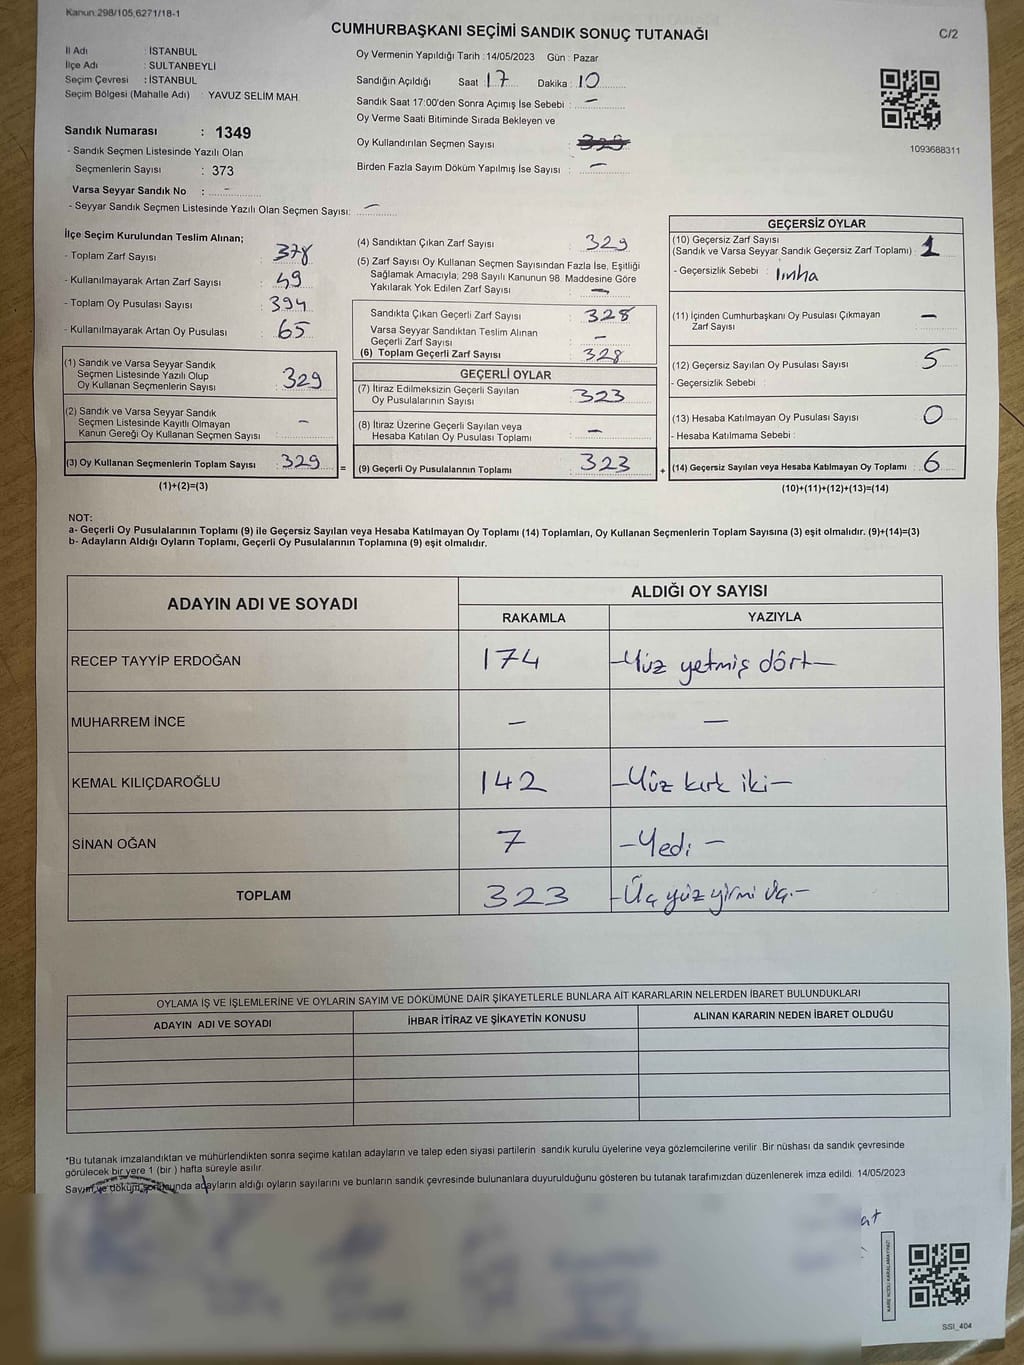 Kanun:298/105,6271/18-1
CUMHURBAŞKANI SEÇİMİ SANDIK SONUÇ TUTANAĞI
C/2
İl Adı : İSTANBUL
İlçe Adı : SULTANBEYLİ
Seçim Çevresi : İSTANBUL
Seçim Bölgesi (Mahalle Adı) : YAVUZ SELİM MAH.
Sandık Numarası : 1349
- Sandık Seçmen Listesinde Yazılı Olan
Seçmenlerin Sayısı : 373
Varsa Seyyar Sandık No : -
- Seyyar Sandık Seçmen Listesinde Yazılı Olan Seçmen Sayısı: -
Oy Vermenin Yapıldığı Tarih : 14/05/2023 Gün : Pazar
Sandığın Açıldığı Saat : 17 Dakika : 10
Sandık Saat 17:00'den Sonra Açımış İse Sebebi : -
Oy Verme Saati Bitiminde Sırada Bekleyen ve
Oy Kullandırılan Seçmen Sayısı :
Birden Fazla Sayım Döküm Yapılmış İse Sayısı : -
1093688311
İlçe Seçim Kurulundan Teslim Alınan;
- Toplam Zarf Sayısı : 378
- Kullanılmayarak Artan Zarf Sayısı : 49
- Toplam Oy Pusulası Sayısı : 394
- Kullanılmayarak Artan Oy Pusulası : 65
(1) Sandık ve Varsa Seyyar Sandık
Seçmen Listesinde Yazılı Olup
Oy Kullanan Seçmenlerin Sayısı : 329
(2) Sandık ve Varsa Seyyar Sandık
Seçmen Listesinde Kayıtlı Olmayan
Kanun Gereği Oy Kullanan Seçmen Sayısı : -
(3) Oy Kullanan Seçmenlerin Toplam Sayısı : 329
(1)+(2)=(3)
(4) Sandıktan Çıkan Zarf Sayısı : 329
(5) Zarf Sayısı Oy Kullanan Seçmen Sayısından Fazla İse, Eşitliği
Sağlamak Amacıyla; 298 Sayılı Kanunun 98. Maddesine Göre
Yakılarak Yok Edilen Zarf Sayısı : -
Sandıkta Çıkan Geçerli Zarf Sayısı : 328
Varsa Seyyar Sandıktan Teslim Alınan
Geçerli Zarf Sayısı : -
(6) Toplam Geçerli Zarf Sayısı : 328
GEÇERLİ OYLAR
(7) İtiraz Edilmeksizin Geçerli Sayılan
Oy Pusulalarının Sayısı : 323
(8) İtiraz Üzerine Geçerli Sayılan veya
Hesaba Katılan Oy Pusulası Toplamı : -
= (9) Geçerli Oy Pusulalarının Toplamı : 323 +
GEÇERSİZ OYLAR
(10) Geçersiz Zarf Sayısı
(Sandık ve Varsa Seyyar Sandık Geçersiz Zarf Toplamı) : 1
- Geçersizlik Sebebi : İmha
(11) İçinden Cumhurbaşkanı Oy Pusulası Çıkmayan
Zarf Sayısı : -
(12) Geçersiz Sayılan Oy Pusulası Sayısı : 5
- Geçersizlik Sebebi :
(13) Hesaba Katılmayan Oy Pusulası Sayısı : 0
- Hesaba Katılmama Sebebi :
(14) Geçersiz Sayılan veya Hesaba Katılmayan Oy Toplamı : 6
(10)+(11)+(12)+(13)=(14)
NOT:
a- Geçerli Oy Pusulalarının Toplamı (9) ile Geçersiz Sayılan veya Hesaba Katılmayan Oy Toplamı (14) Toplamları, Oy Kullanan Seçmenlerin Toplam Sayısına (3) eşit olmalıdır. (9)+(14)=(3)
b- Adayların Aldığı Oyların Toplamı, Geçerli Oy Pusulalarının Toplamına (9) eşit olmalıdır.
ADAYIN ADI VE SOYADI
ALDIĞI OY SAYISI
RAKAMLA YAZIYLA
RECEP TAYYİP ERDOĞAN 174 -Yüz yetmiş dört-
MUHARREM İNCE - -
KEMAL KILIÇDAROĞLU 142 -Yüz kırk iki-
SİNAN OĞAN 7 -Yedi-
TOPLAM 323 -Üç yüz yirmi üç.-
OYLAMA İŞ VE İŞLEMLERİNE VE OYLARIN SAYIM VE DÖKÜMÜNE DAİR ŞİKAYETLERLE BUNLARA AİT KARARLARIN NELERDEN İBARET BULUNDUKLARI
ADAYIN ADI VE SOYADI İHBAR İTİRAZ VE ŞİKAYETİN KONUSU ALINAN KARARIN NEDEN İBARET OLDUĞU
*Bu tutanak imzalandıktan ve mühürlendikten sonra seçime katılan adayların ve talep eden siyasi partilerin sandık kurulu üyelerine veya gözlemcilerine verilir. Bir nüshası da sandık çevresinde
görülecek bir yere 1 (bir ) hafta süreyle asılır.
Sayım ve döküm sonucunda adayların aldığı oyların sayılarını ve bunların sandık çevresinde bulunanlara duyurulduğunu gösteren bu tutanak tarafımızdan düzenlenerek imza edildi. 14/05/2023
KARE KODU KARALAMAYINIZ!
SSI_404